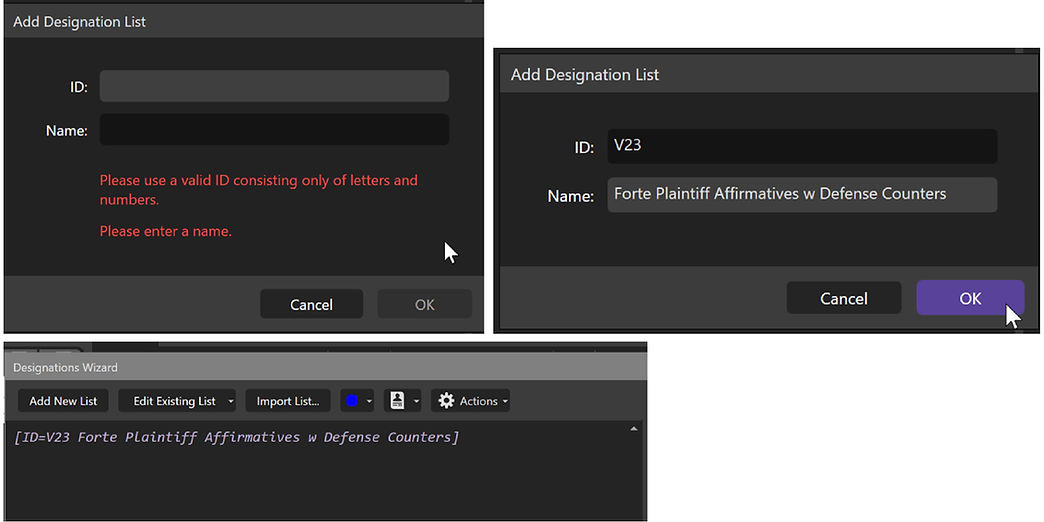 Add Designation List
ID:
Name:
Please use a valid ID consisting only of letters and
numbers.
Please enter a name.
Cancel OK
Add Designation List
ID: V23
Name: Forte Plaintiff Affirmatives w Defense Counters
Cancel OK
Designations Wizard
Add New List Edit Existing List Import List... Actions
[ID=V23 Forte Plaintiff Affirmatives w Defense Counters]